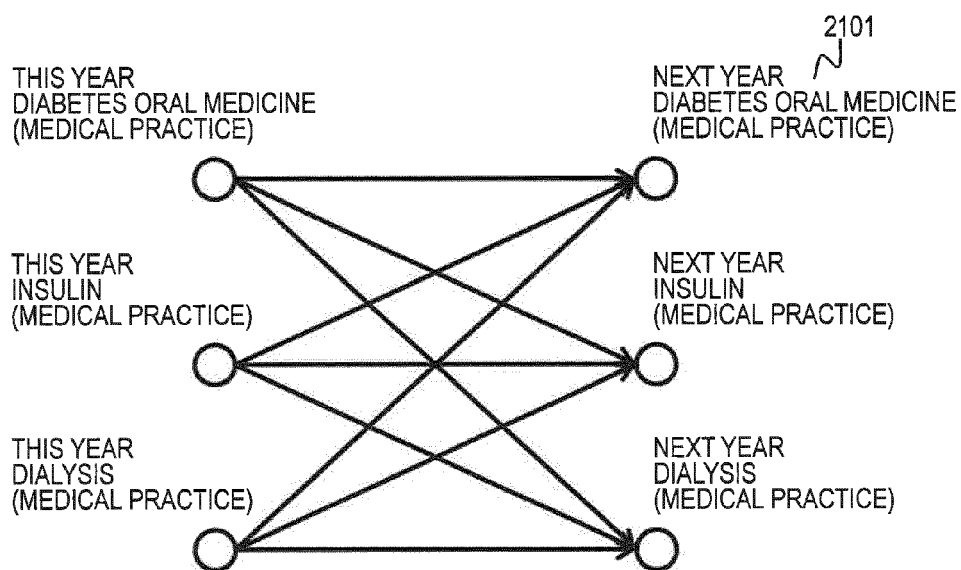 2101
THIS YEAR
DIABETES ORAL MEDICINE
(MEDICAL PRACTICE)
NEXT YEAR
DIABETES ORAL MEDICINE
(MEDICAL PRACTICE)
THIS YEAR
INSULIN
(MEDICAL PRACTICE)
NEXT YEAR
INSULIN
(MEDICAL PRACTICE)
THIS YEAR
DIALYSIS
(MEDICAL PRACTICE)
NEXT YEAR
DIALYSIS
(MEDICAL PRACTICE)